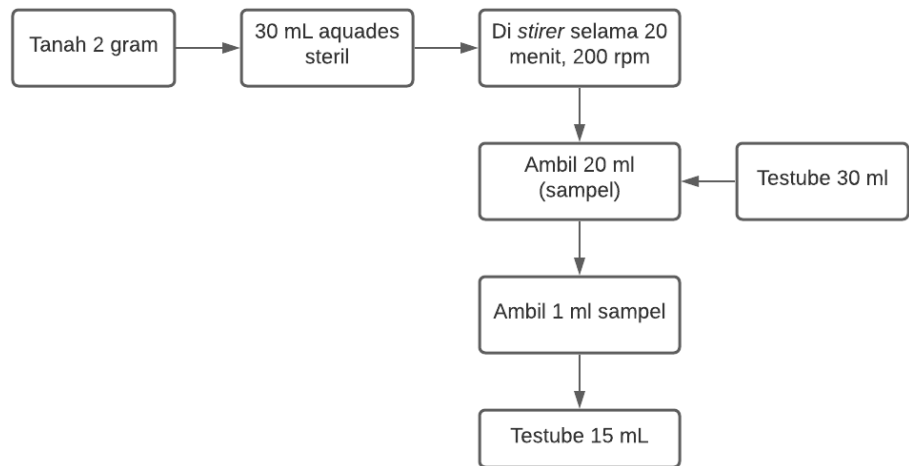 Tanah 2 gram
30 mL aquades
steril
Di stirer selama 20
menit, 200 rpm
Ambil 20 ml
(sampel)
Testube 30 ml
Ambil 1 ml sampel
Testube 15 mL